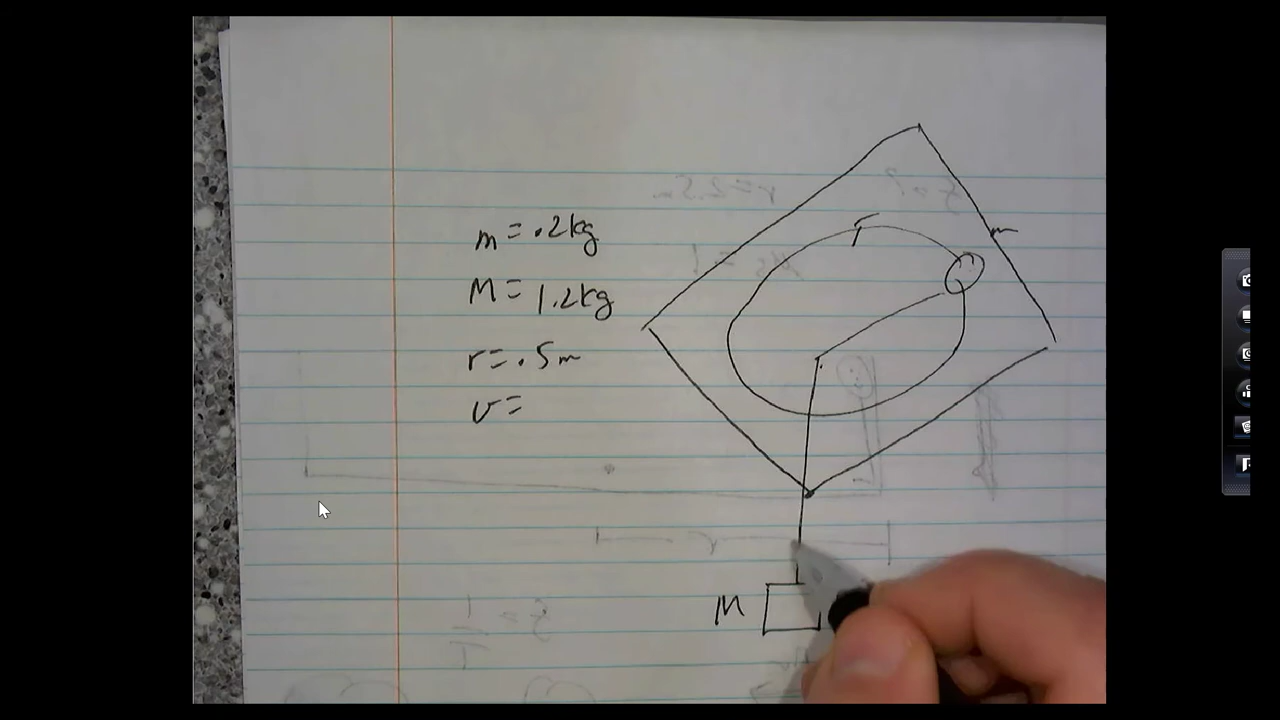 m = .2kg
M = 1.2kg
r = .5m
v =
r
m
M